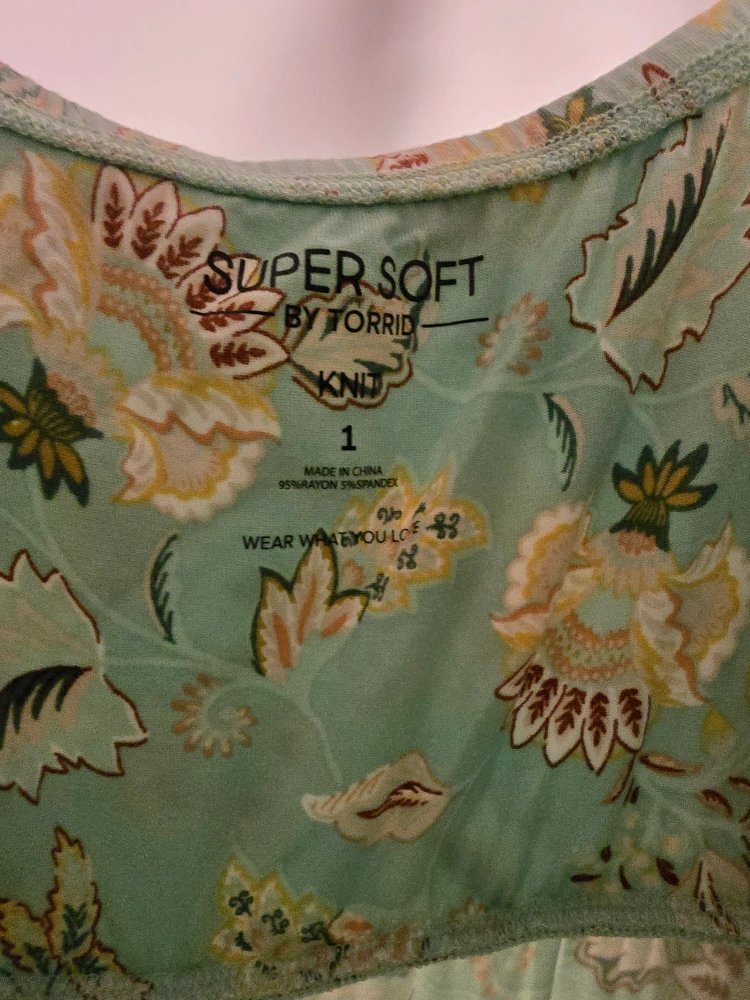 SUPER SOFT
BY TORRID
KNIT
1
MADE IN CHINA
95%RAYON 5%SPANDEX
WEAR WHAT YOU LOVE